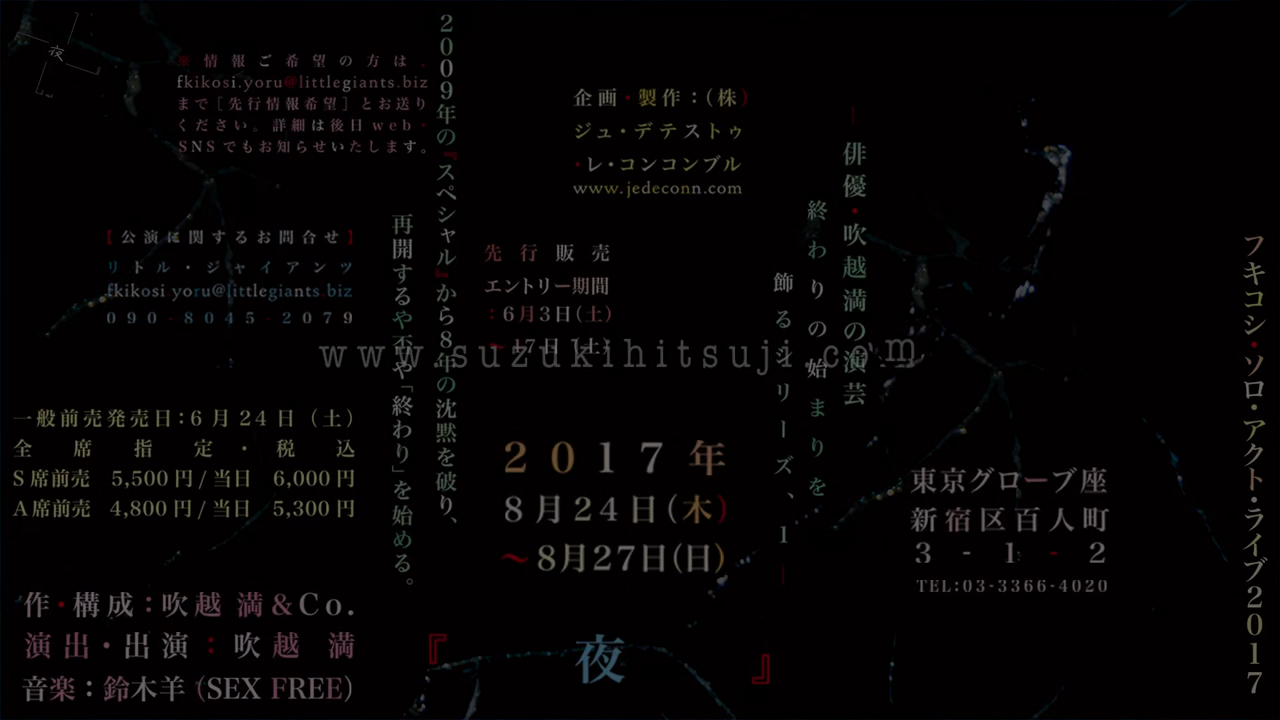 フキコシ・ソロ・アクト・ライブ2017
｜俳優・吹越満の演芸
終わりの始まりを
飾るシリーズ、1｜
東京グローブ座
新宿区百人町
3-1-2
TEL:03-3366-4020
企画・製作：(株)
ジュ・デテストゥ
・レ・コンコンブル
www.jedeconn.com
先行販売
エントリー期間
：6月3日(土)
〜17日(土)
www.suzukihitsuji.com
2017年
8月24日(木)
〜8月27日(日)
『夜』
2009年の『スペシャル』から8年の沈黙を破り、
再開するや否や「終わり」を始める。
夜
※情報ご希望の方は、
fkikosi.yoru@littlegiants.biz
まで［先行情報希望］とお送り
ください。詳細は後日web・
SNSでもお知らせいたします。
【公演に関するお問合せ】
リトル・ジャイアンツ
fkikosi.yoru@littlegiants.biz
090-8045-2079
一般前売発売日：6月24日（土）
全席指定・税込
S席前売 5,500円/当日 6,000円
A席前売 4,800円/当日 5,300円
作・構成：吹越満&Co.
演出・出演：吹越満
音楽：鈴木羊 (SEX FREE)